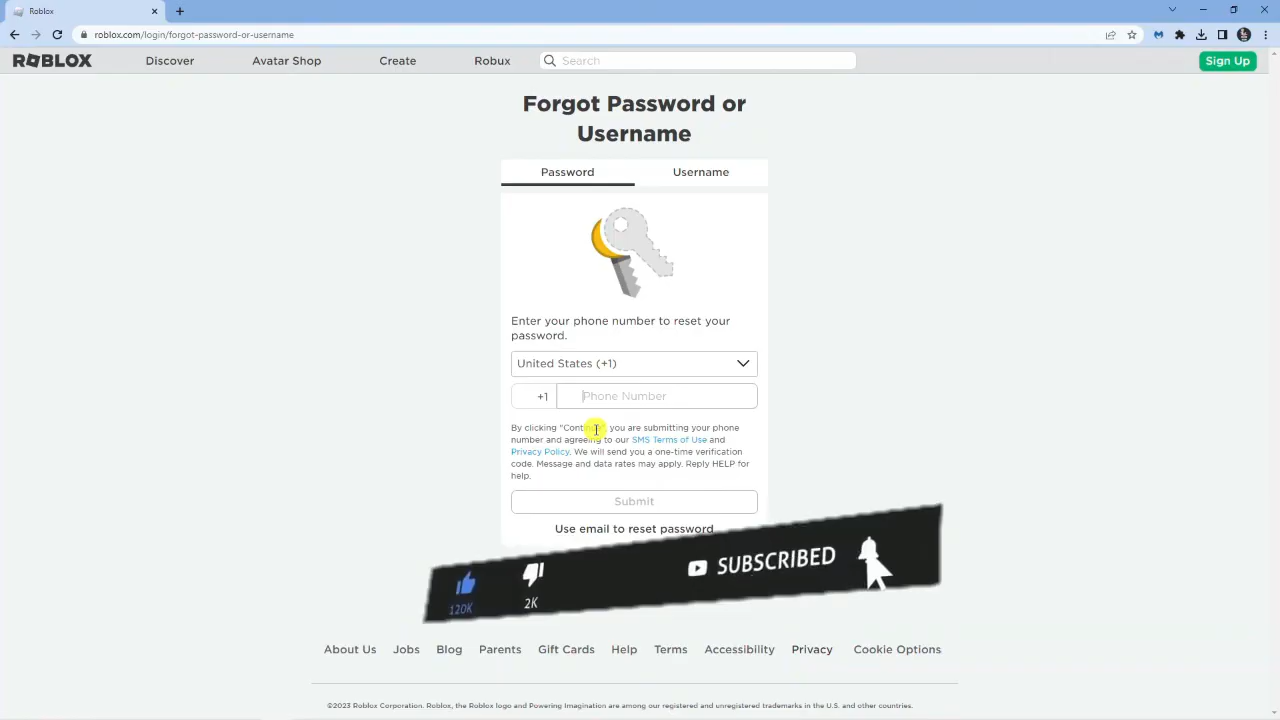 Roblox
roblox.com/login/forgot-password-or-username
ROBLOX Discover Avatar Shop Create Robux Search Sign Up
Forgot Password or
Username
Password Username
Enter your phone number to reset your
password.
United States (+1)
+1 Phone Number
By clicking "Continue" you are submitting your phone
number and agreeing to our SMS Terms of Use and
Privacy Policy. We will send you a one-time verification
code. Message and data rates may apply. Reply HELP for
help.
Submit
Use email to reset password
SUBSCRIBED
120K 2K
About Us Jobs Blog Parents Gift Cards Help Terms Accessibility Privacy Cookie Options
©2023 Roblox Corporation. Roblox, the Roblox logo and Powering Imagination are among our registered and unregistered trademarks in the U.S. and other countries.